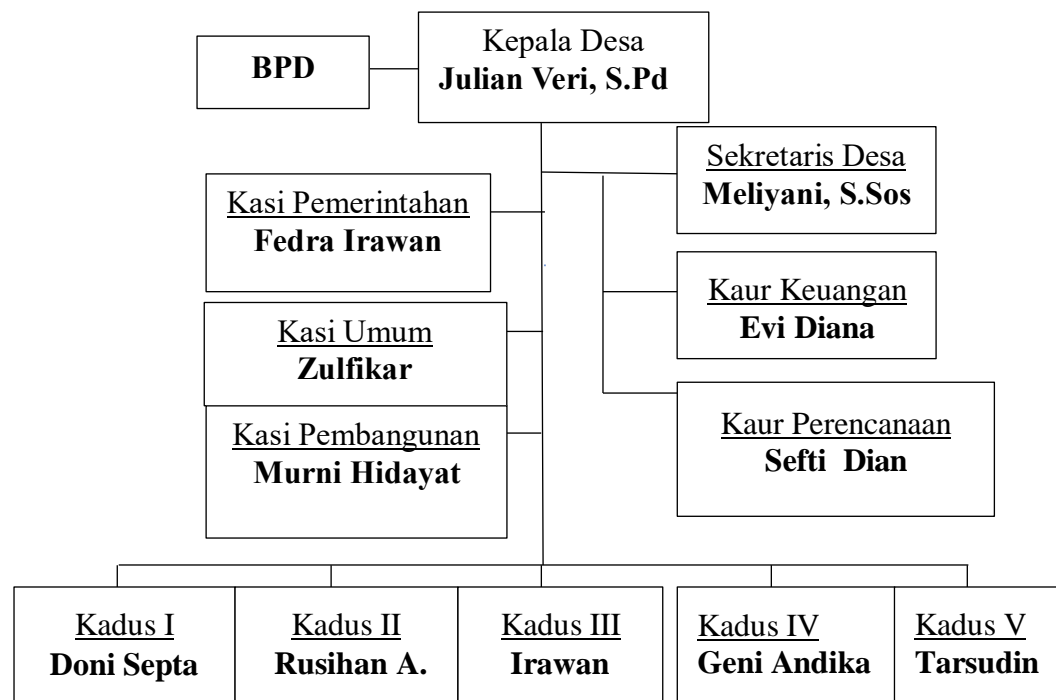 Kepala Desa
Julian Veri, S.Pd
BPD
Sekretaris Desa
Meliyani, S.Sos
Kasi Pemerintahan
Fedra Irawan
Kaur Keuangan
Evi Diana
Kasi Umum
Zulfikar
Kaur Perencanaan
Sefti  Dian
Kasi Pembangunan
Murni Hidayat
Kadus I
Doni Septa
Kadus II
Rusihan A.
Kadus III
Irawan
Kadus IV
Geni Andika
Kadus V
Tarsudin